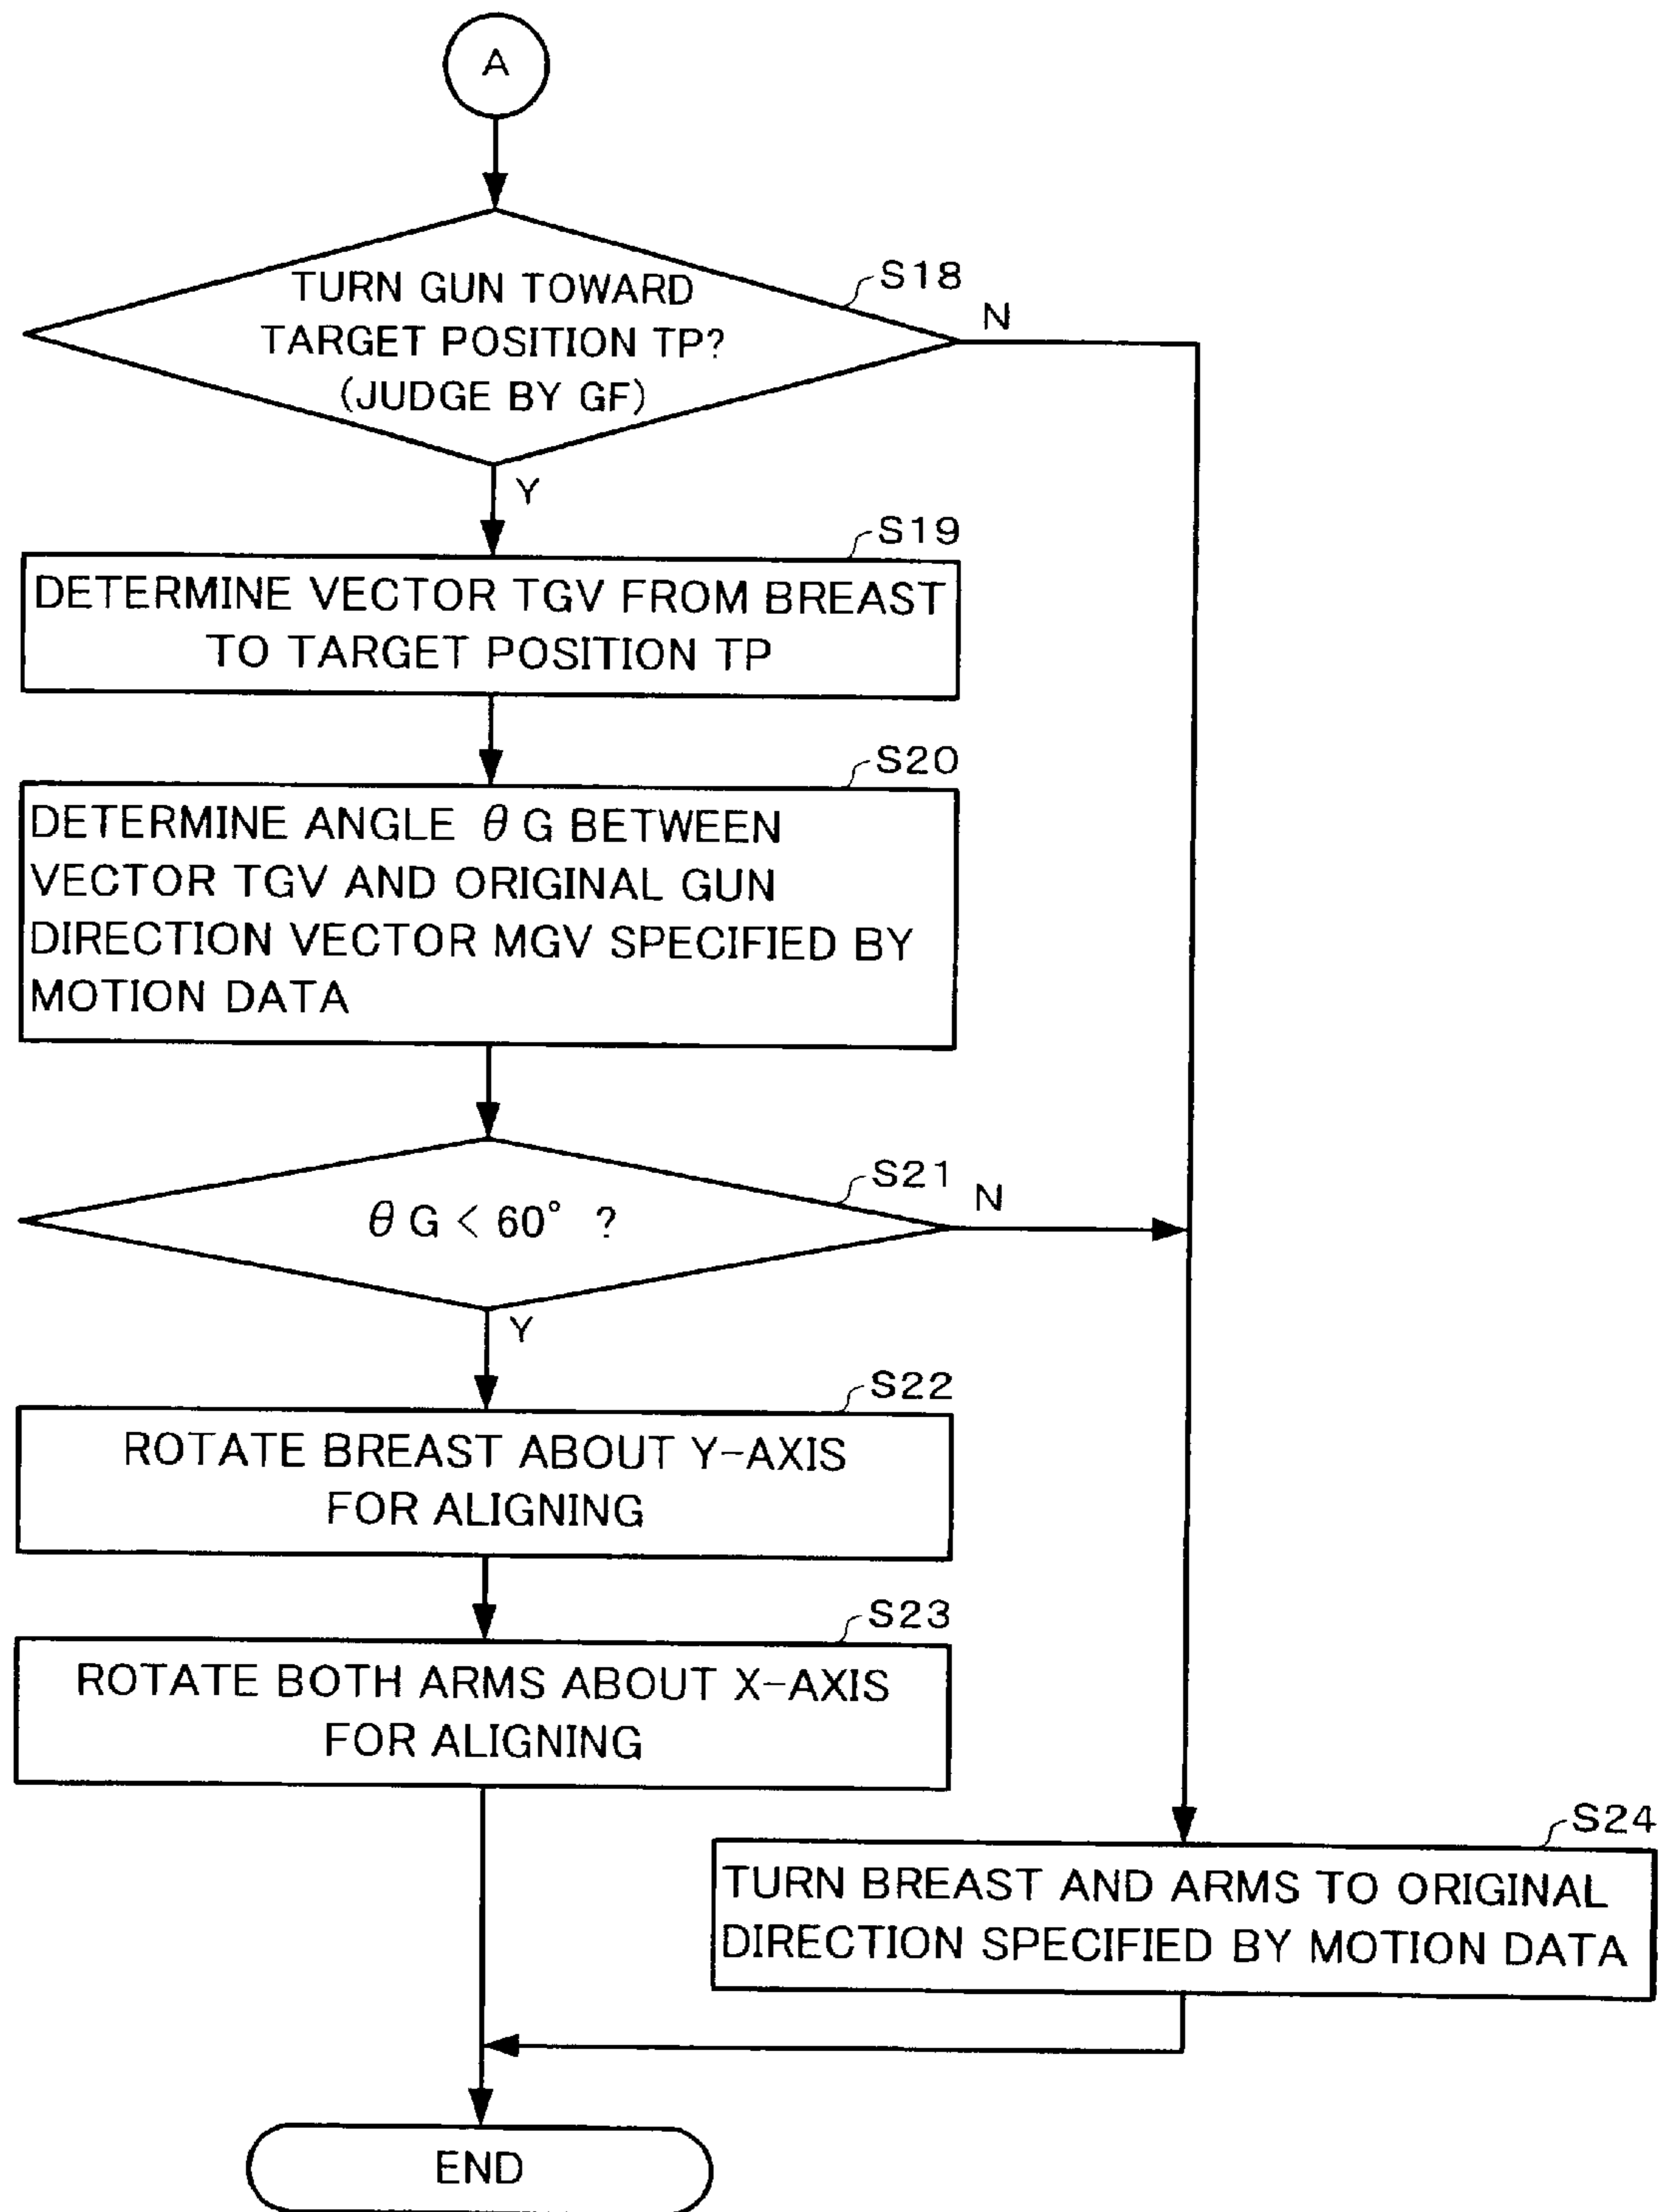 A
S18
TURN GUN TOWARD
TARGET POSITION TP?
(JUDGE BY GF)
N
Y
S19
DETERMINE VECTOR TGV FROM BREAST
TO TARGET POSITION TP
S20
DETERMINE ANGLE θG BETWEEN
VECTOR TGV AND ORIGINAL GUN
DIRECTION VECTOR MGV SPECIFIED BY
MOTION DATA
S21
θG < 60° ?
N
Y
S22
ROTATE BREAST ABOUT Y-AXIS
FOR ALIGNING
S23
ROTATE BOTH ARMS ABOUT X-AXIS
FOR ALIGNING
S24
TURN BREAST AND ARMS TO ORIGINAL
DIRECTION SPECIFIED BY MOTION DATA
END